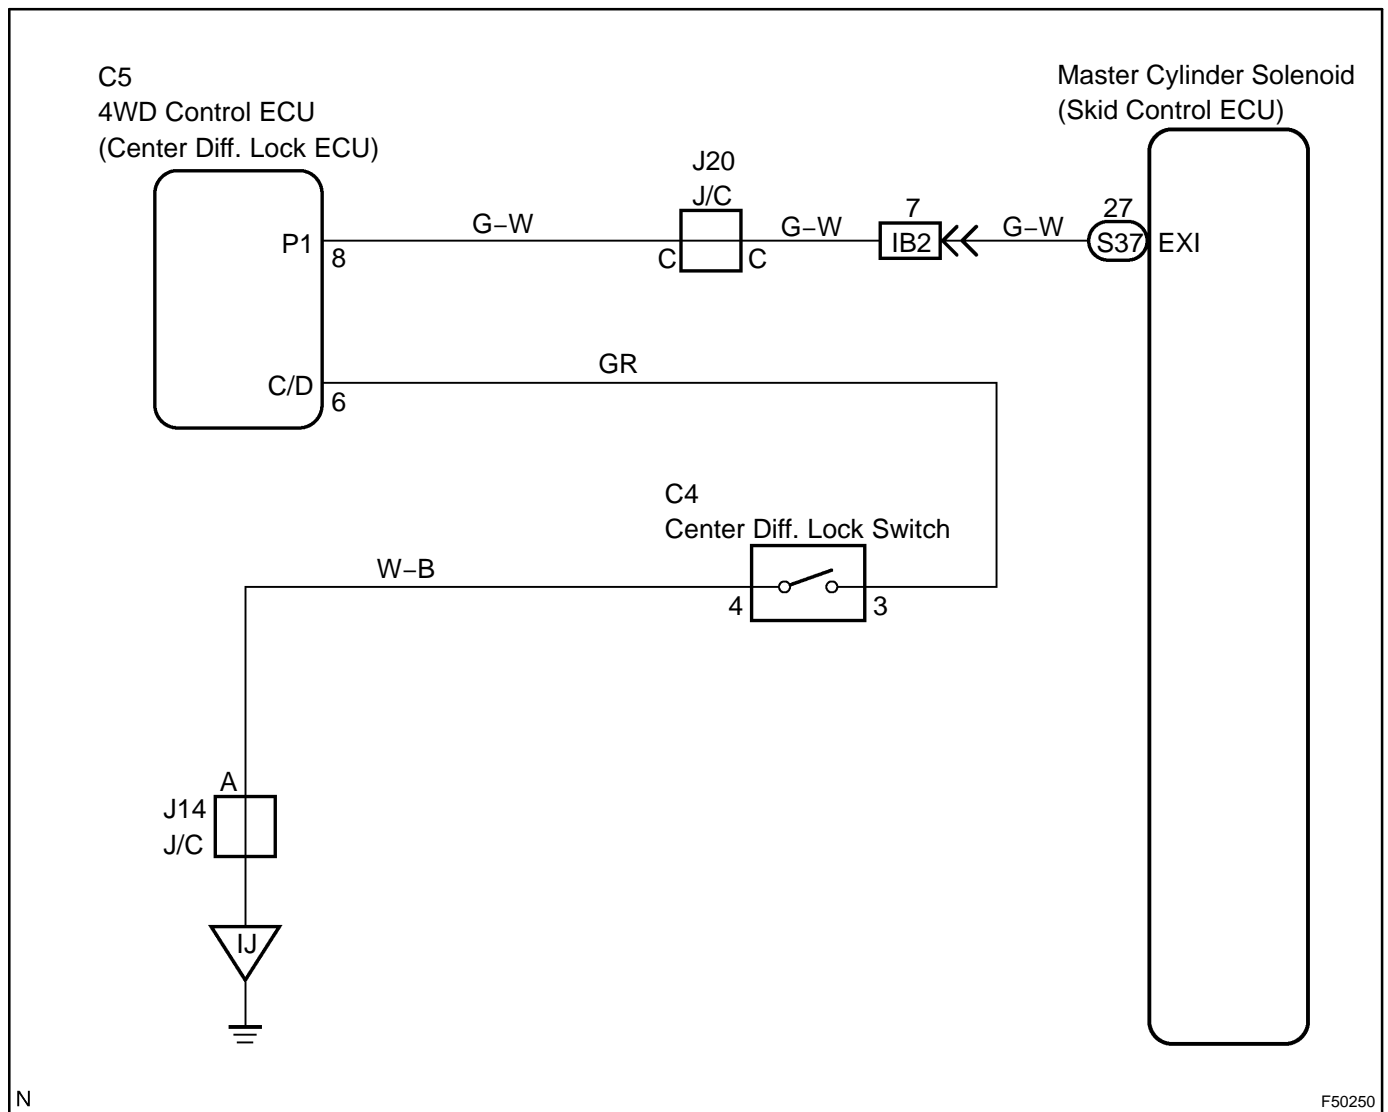 C5
4WD Control ECU
(Center Diff. Lock ECU)
Master Cylinder Solenoid
(Skid Control ECU)
J20
J/C
P1
8
G–W
C
C
G–W
7
IB2
G–W
27
S37
EXI
C/D
6
GR
C4
Center Diff. Lock Switch
W–B
4
3
A
J14
J/C
IJ
N
F50250